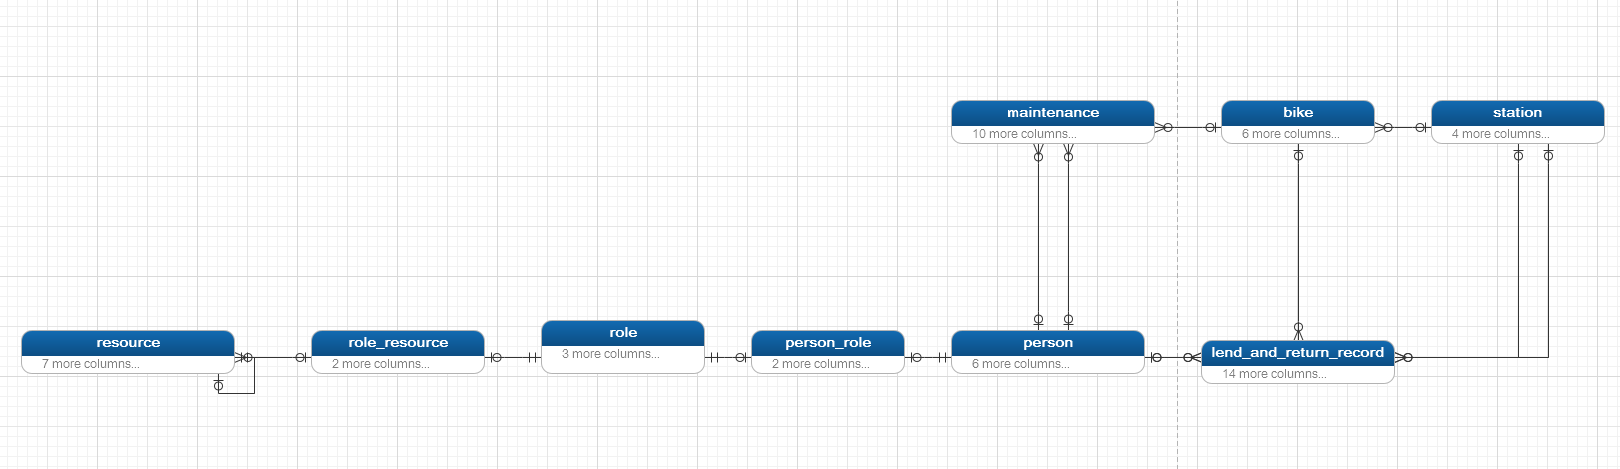 maintenance
10 more columns...
bike
6 more columns...
station
4 more columns...
resource
7 more columns...
role_resource
2 more columns...
role
3 more columns...
person_role
2 more columns...
person
6 more columns...
lend_and_return_record
14 more columns...